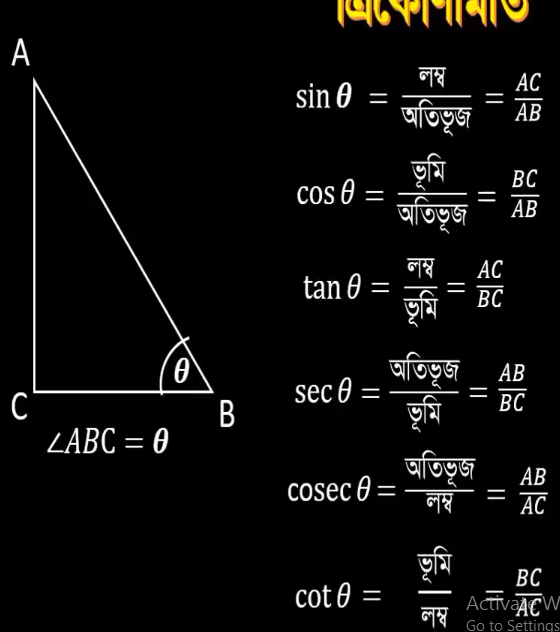 ত্রিকোণমিতি
A
sin θ = লম্ব / অতিভূজ = AC / AB
cos θ = ভূমি / অতিভূজ = BC / AB
tan θ = লম্ব / ভূমি = AC / BC
θ
C
B
sec θ = অতিভূজ / ভূমি = AB / BC
∠ABC = θ
cosec θ = অতিভূজ / লম্ব = AB / AC
cot θ = ভূমি / লম্ব = BC / AC
Activate W
Go to Settings